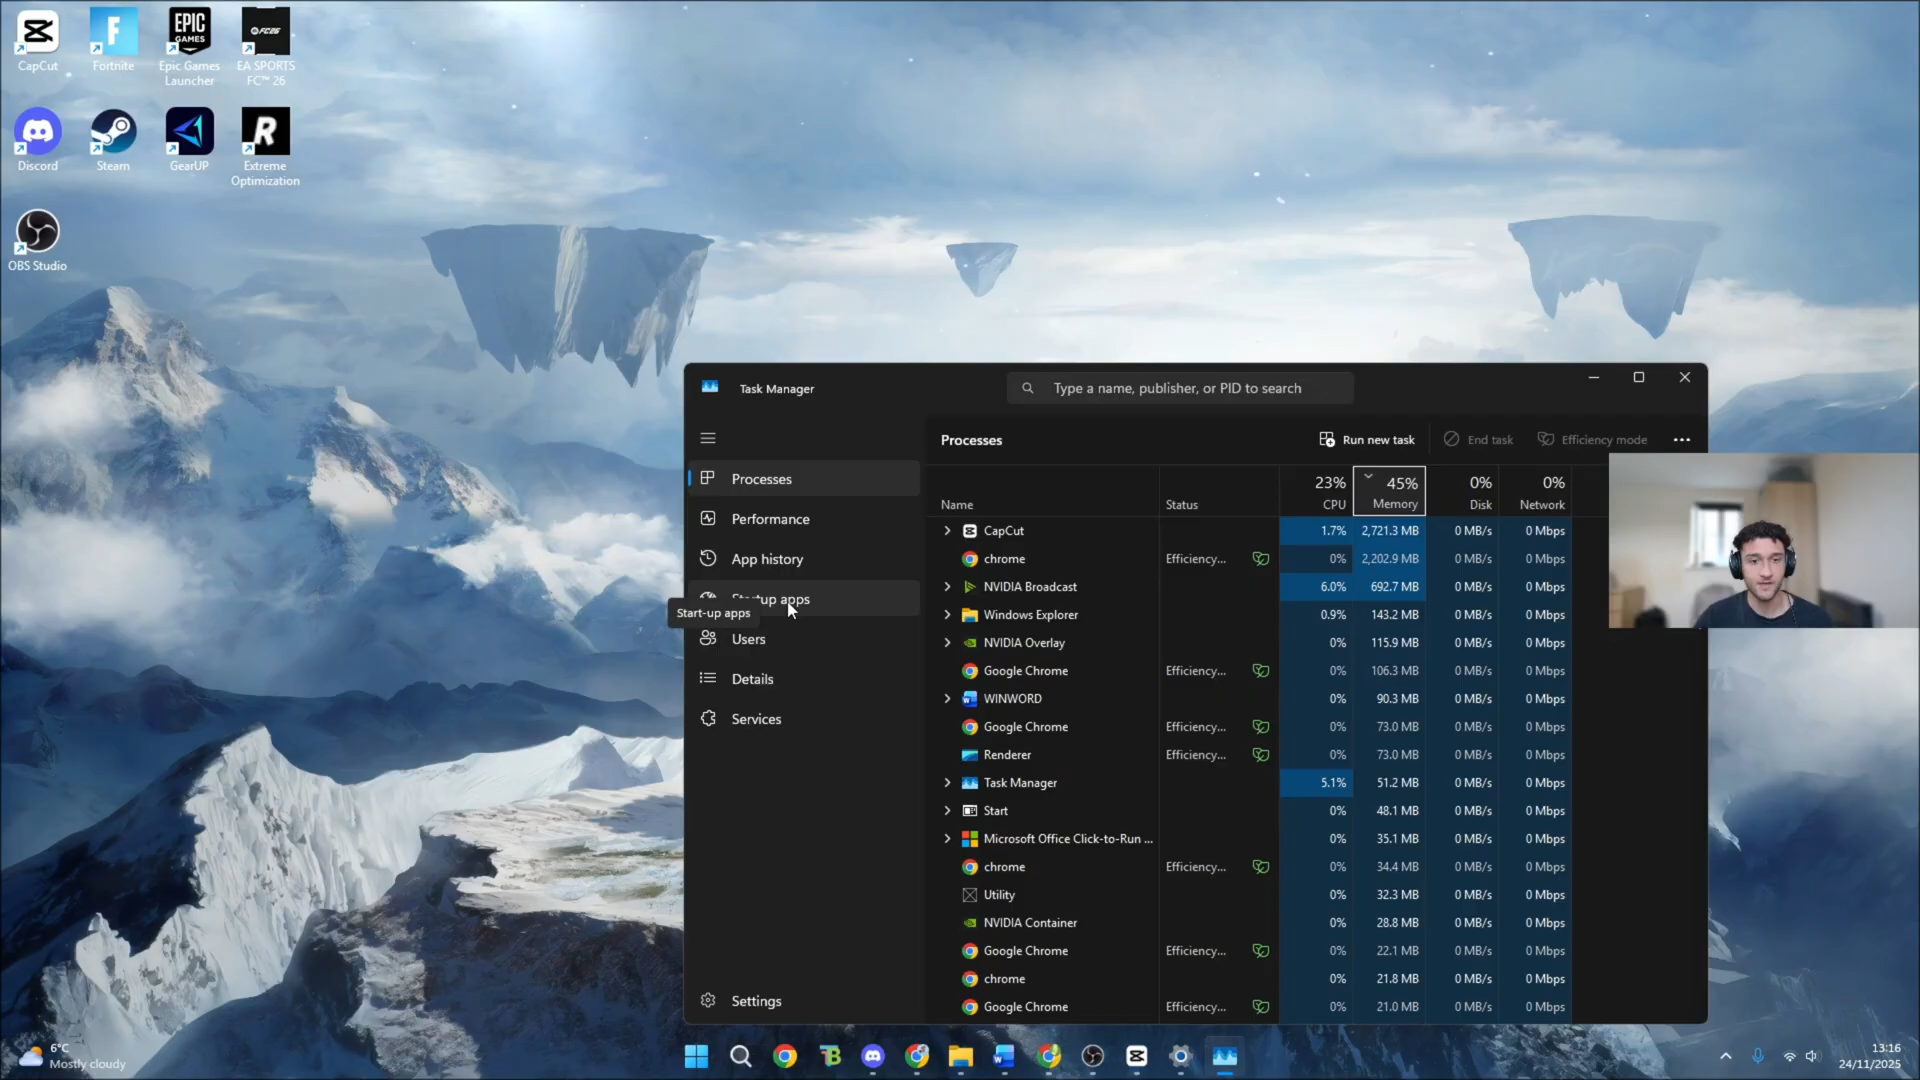 CapCut
Fortnite
EPIC GAMES
Epic Games
Launcher
FC26
EA SPORTS
FC™ 26
Discord
Steam
GearUP
Extreme
Optimization
OBS Studio
Task Manager
Type a name, publisher, or PID to search
Processes
Performance
App history
Startup apps
Start-up apps
Users
Details
Services
Settings
Processes
Run new task
End task
Efficiency mode
23% 45% 0% 0%
Name Status CPU Memory Disk Network
CapCut 1.7% 2,721.3 MB 0 MB/s 0 Mbps
chrome Efficiency... 0% 2,202.9 MB 0 MB/s 0 Mbps
NVIDIA Broadcast 6.0% 692.7 MB 0 MB/s 0 Mbps
Windows Explorer 0.9% 143.2 MB 0 MB/s 0 Mbps
NVIDIA Overlay 0% 115.9 MB 0 MB/s 0 Mbps
Google Chrome Efficiency... 0% 106.3 MB 0 MB/s 0 Mbps
WINWORD 0% 90.3 MB 0 MB/s 0 Mbps
Google Chrome Efficiency... 0% 73.0 MB 0 MB/s 0 Mbps
Renderer Efficiency... 0% 73.0 MB 0 MB/s 0 Mbps
Task Manager 5.1% 51.2 MB 0 MB/s 0 Mbps
Start 0% 48.1 MB 0 MB/s 0 Mbps
Microsoft Office Click-to-Run ... 0% 35.1 MB 0 MB/s 0 Mbps
chrome Efficiency... 0% 34.4 MB 0 MB/s 0 Mbps
Utility 0% 32.3 MB 0 MB/s 0 Mbps
NVIDIA Container 0% 28.8 MB 0 MB/s 0 Mbps
Google Chrome Efficiency... 0% 22.1 MB 0 MB/s 0 Mbps
chrome 0% 21.8 MB 0 MB/s 0 Mbps
Google Chrome Efficiency... 0% 21.0 MB 0 MB/s 0 Mbps
6°C
Mostly cloudy
13:16
24/11/2025